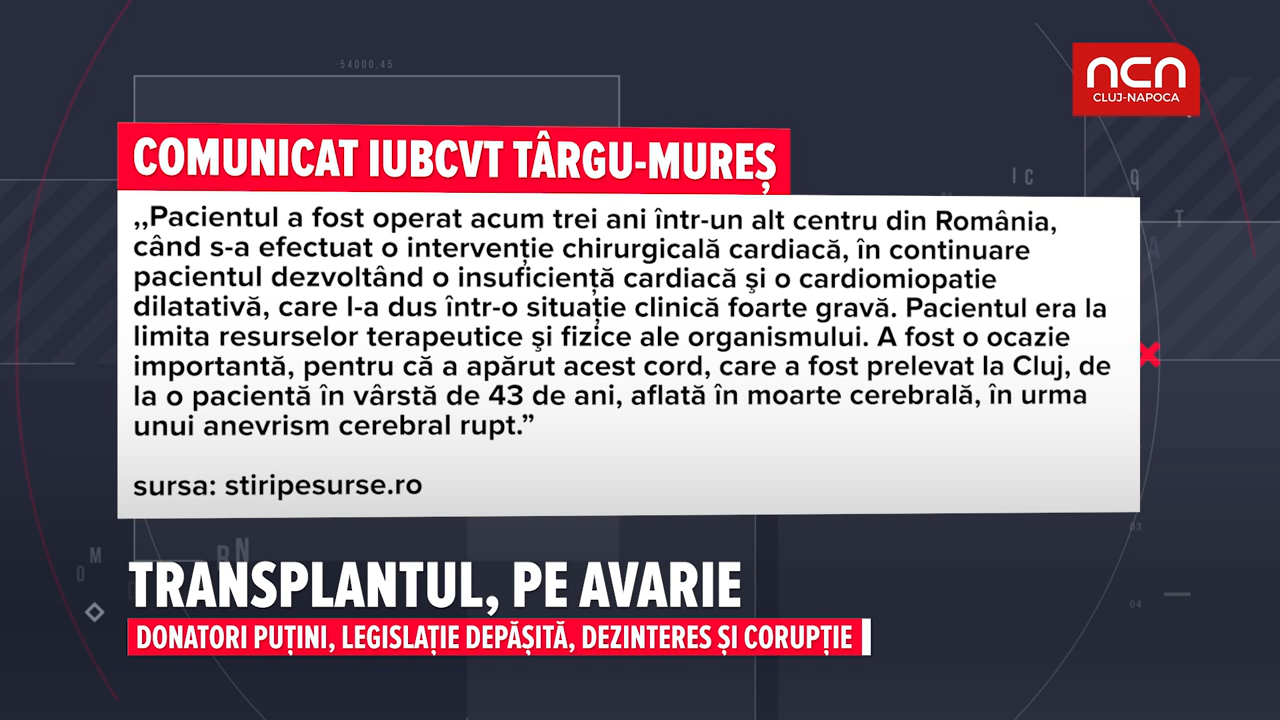 -54000,45
ncn
CLUJ-NAPOCA
COMUNICAT IUBCVT TÂRGU-MUREȘ
,,Pacientul a fost operat acum trei ani într-un alt centru din România,
când s-a efectuat o intervenție chirurgicală cardiacă, în continuare
pacientul dezvoltând o insuficiență cardiacă şi o cardiomiopatie
dilatativă, care l-a dus într-o situație clinică foarte gravă. Pacientul era la
limita resurselor terapeutice şi fizice ale organismului. A fost o ocazie
importantă, pentru că a apărut acest cord, care a fost prelevat la Cluj, de
la o pacientă în vârstă de 43 de ani, aflată în moarte cerebrală, în urma
unui anevrism cerebral rupt.”
sursa: stiripesurse.ro
I C
q
T
A
03
04
M
O
R N
TRANSPLANTUL, PE AVARIE
DONATORI PUȚINI, LEGISLAȚIE DEPĂȘITĂ, DEZINTERES ȘI CORUPȚIE